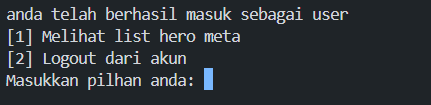 anda telah berhasil masuk sebagai user
[1] Melihat list hero meta
[2] Logout dari akun
Masukkan pilhan anda: